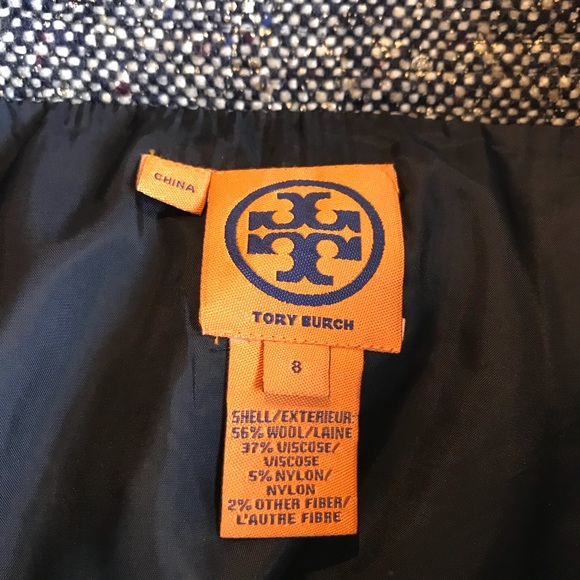 CHINA
TORY BURCH
8
SHELL/EXTERIEUR:
56% WOOL/LAINE
37% VISCOSE/
VISCOSE
5% NYLON/
NYLON
2% OTHER FIBER/
L'AUTRE FIBRE